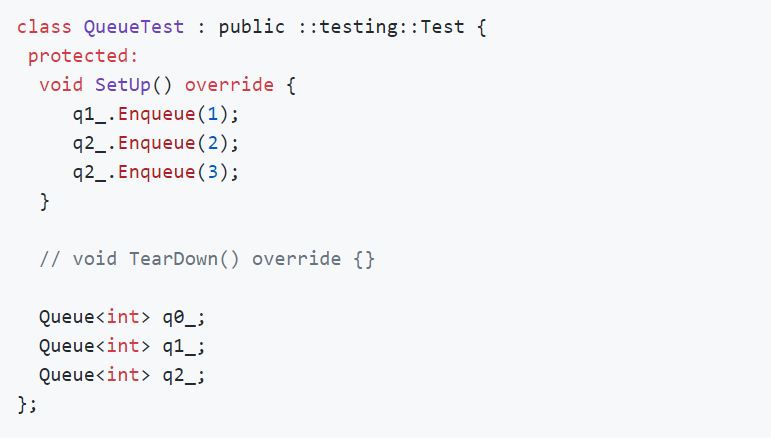 class QueueTest : public ::testing::Test {
 protected:
  void SetUp() override {
     q1_.Enqueue(1);
     q2_.Enqueue(2);
     q2_.Enqueue(3);
  }

  // void TearDown() override {}

  Queue<int> q0_;
  Queue<int> q1_;
  Queue<int> q2_;
};